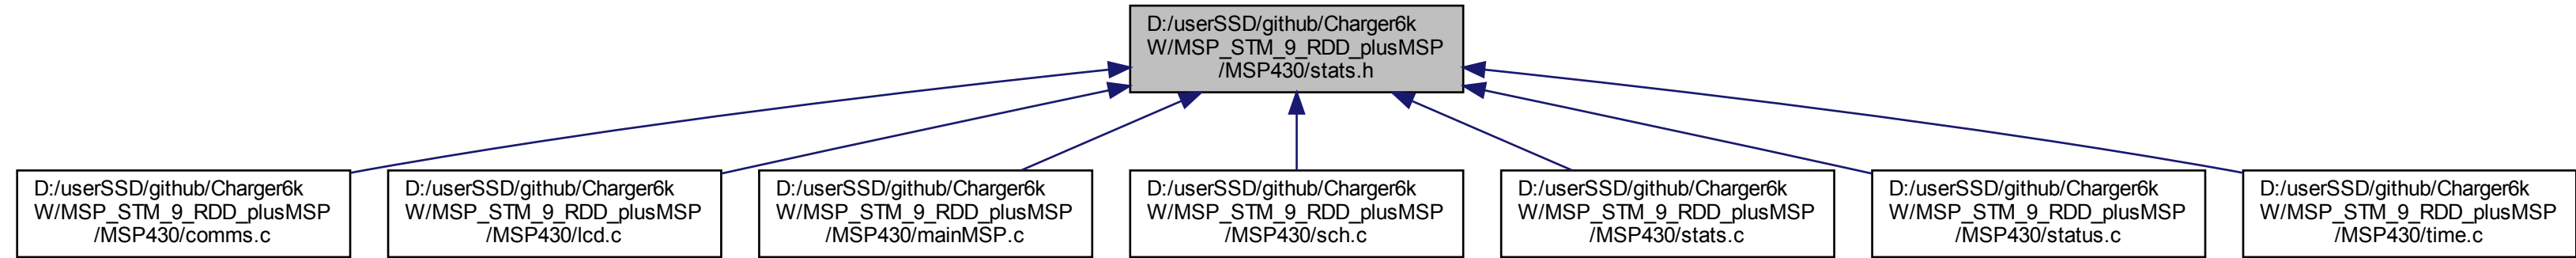 D:/userSSD/github/Charger6k
W/MSP_STM_9_RDD_plusMSP
/MSP430/stats.h
D:/userSSD/github/Charger6k
W/MSP_STM_9_RDD_plusMSP
/MSP430/comms.c
D:/userSSD/github/Charger6k
W/MSP_STM_9_RDD_plusMSP
/MSP430/lcd.c
D:/userSSD/github/Charger6k
W/MSP_STM_9_RDD_plusMSP
/MSP430/mainMSP.c
D:/userSSD/github/Charger6k
W/MSP_STM_9_RDD_plusMSP
/MSP430/sch.c
D:/userSSD/github/Charger6k
W/MSP_STM_9_RDD_plusMSP
/MSP430/stats.c
D:/userSSD/github/Charger6k
W/MSP_STM_9_RDD_plusMSP
/MSP430/status.c
D:/userSSD/github/Charger6k
W/MSP_STM_9_RDD_plusMSP
/MSP430/time.c